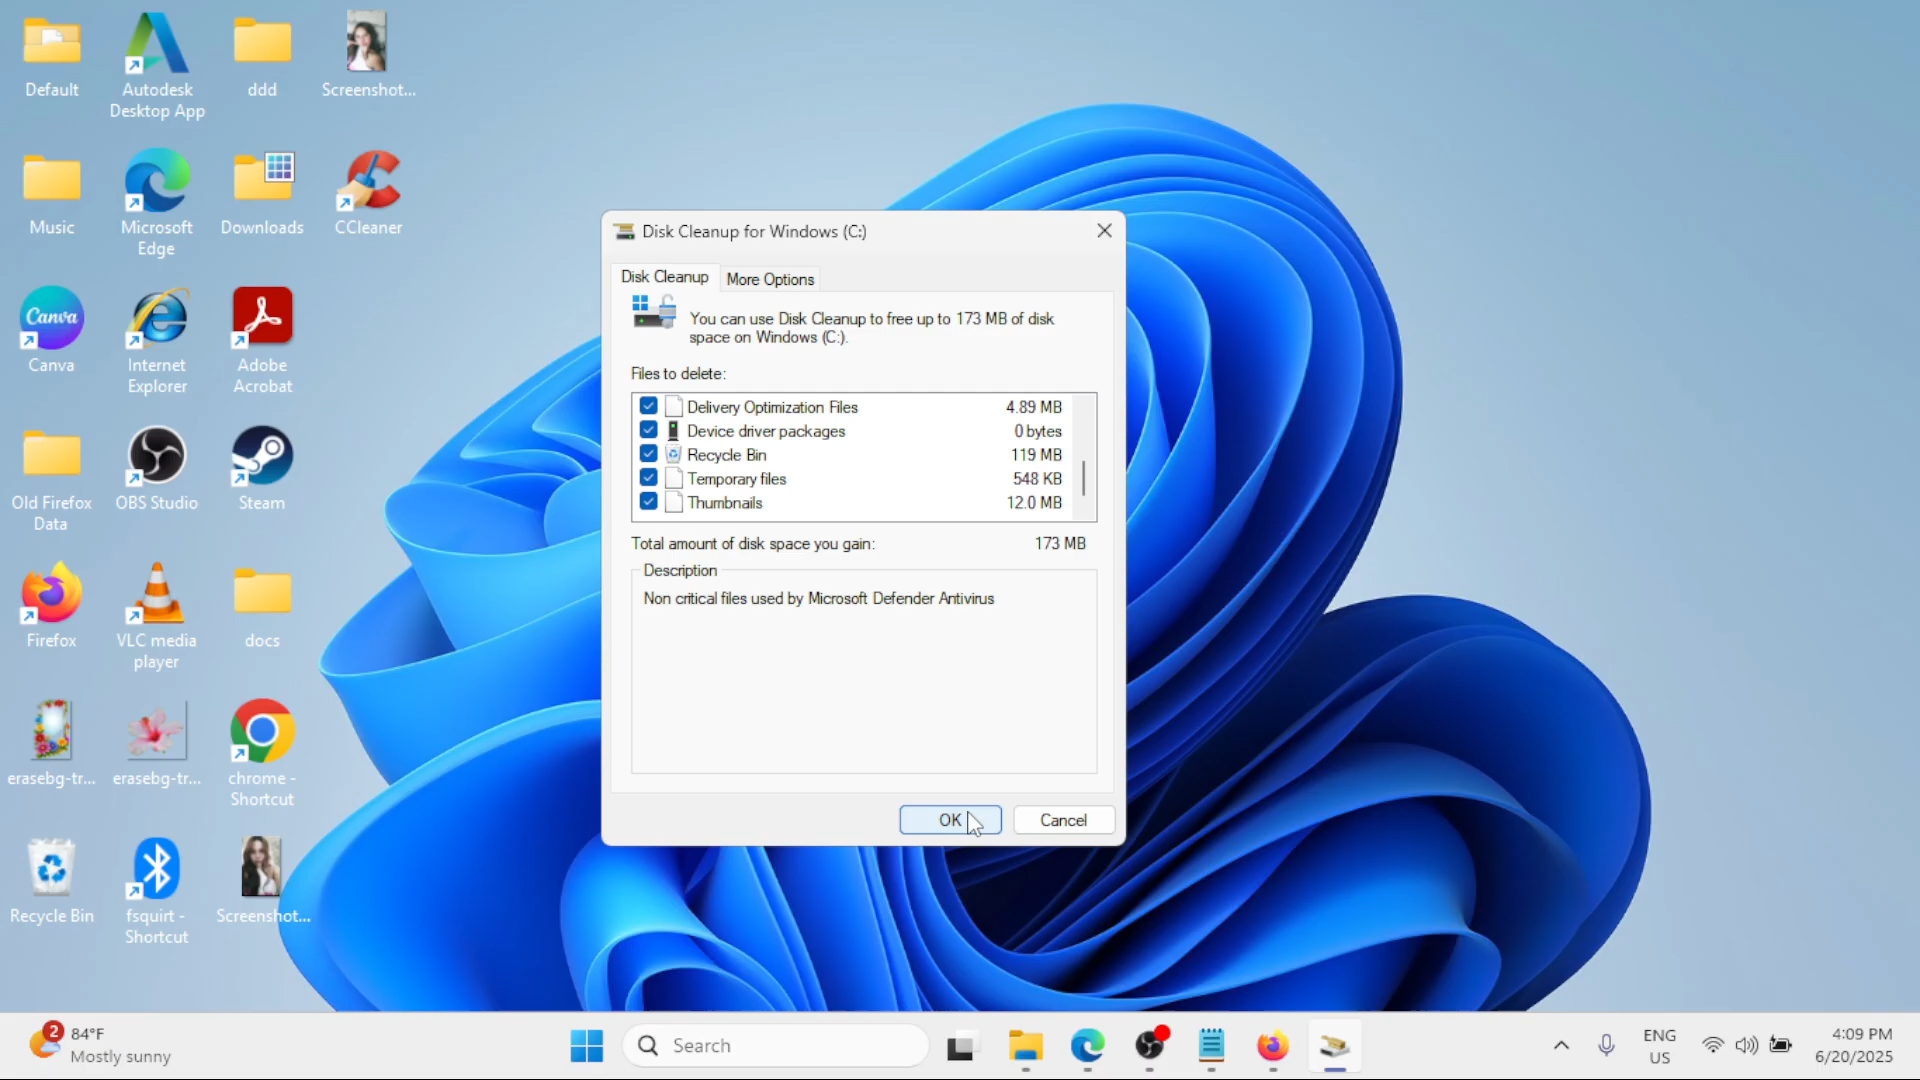 Default
Autodesk
Desktop App
ddd
Screenshot...
Music
Microsoft
Edge
Downloads
CCleaner
Canva
Canva
Internet
Explorer
Adobe
Acrobat
Old Firefox
Data
OBS Studio
Steam
Firefox
VLC media
player
docs
erasebg-tr...
erasebg-tr...
chrome -
Shortcut
Recycle Bin
fsquirt -
Shortcut
Screenshot...
Disk Cleanup for Windows (C:)
Disk Cleanup
More Options
You can use Disk Cleanup to free up to 173 MB of disk
space on Windows (C:).
Files to delete:
Delivery Optimization Files 4.89 MB
Device driver packages 0 bytes
Recycle Bin 119 MB
Temporary files 548 KB
Thumbnails 12.0 MB
Total amount of disk space you gain: 173 MB
Description
Non critical files used by Microsoft Defender Antivirus
OK
Cancel
2
84°F
Mostly sunny
Search
ENG
US
4:09 PM
6/20/2025